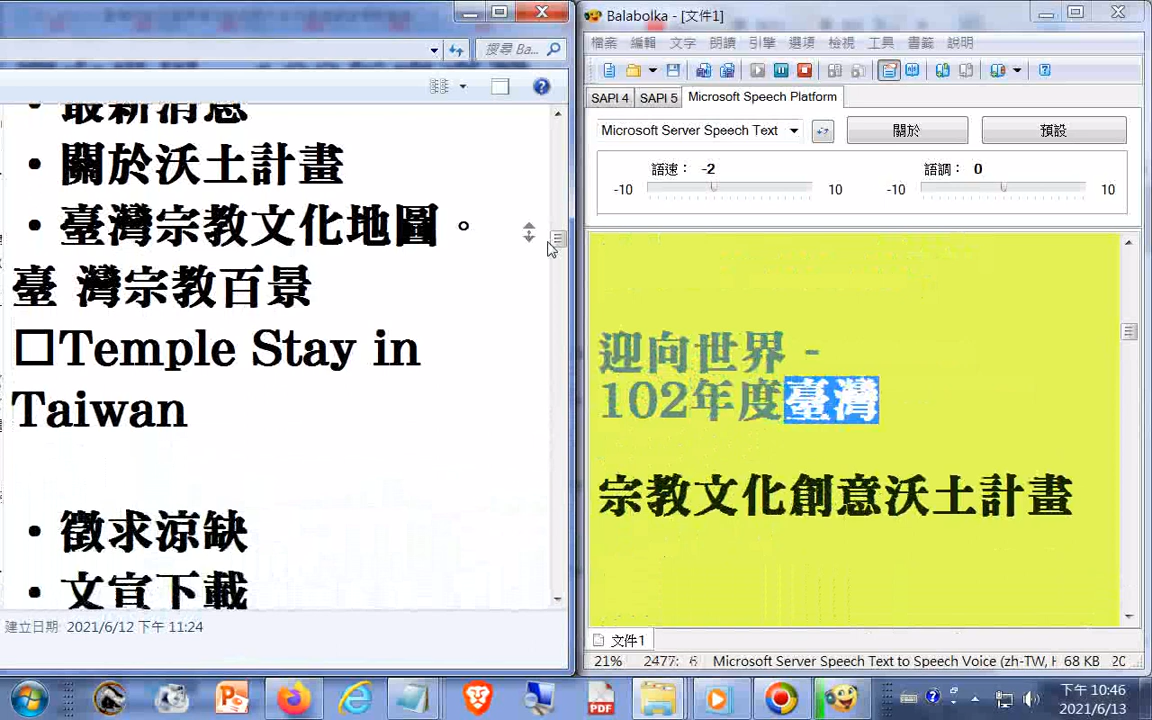 搜尋 Ba...
最新消息
・關於沃土計畫
・臺灣宗教文化地圖。
臺 灣宗教百景
□Temple Stay in
Taiwan
・徵求涼缺
・文宣下載
建立日期: 2021/6/12 下午 11:24
Balabolka - [文件1]
檔案 編輯 文字 朗讀 引擎 選項 檢視 工具 書籤 說明
SAPI 4 SAPI 5 Microsoft Speech Platform
Microsoft Server Speech Text 關於 預設
語速: -2 語調: 0
-10 10 -10 10
迎向世界 -
102年度臺灣
宗教文化創意沃土計畫
文件1
21% 2477: 6 Microsoft Server Speech Text to Speech Voice (zh-TW, H 68 KB 20
PDF
下午 10:46
2021/6/13